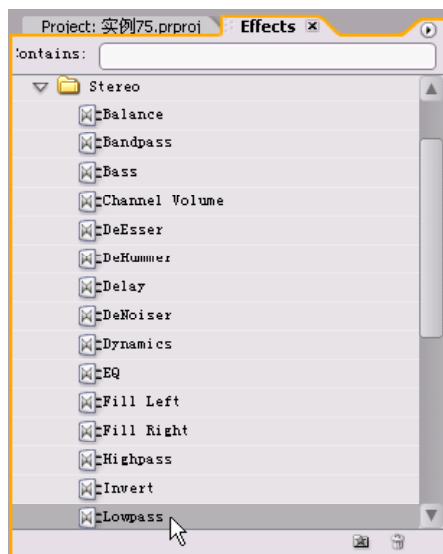 Project: 实例75.prproj Effects
ontains:
Stereo
Balance
Bandpass
Bass
Channel Volume
DeEsser
DeHummer
Delay
DeNoiser
Dynamics
EQ
Fill Left
Fill Right
Highpass
Invert
Lowpass